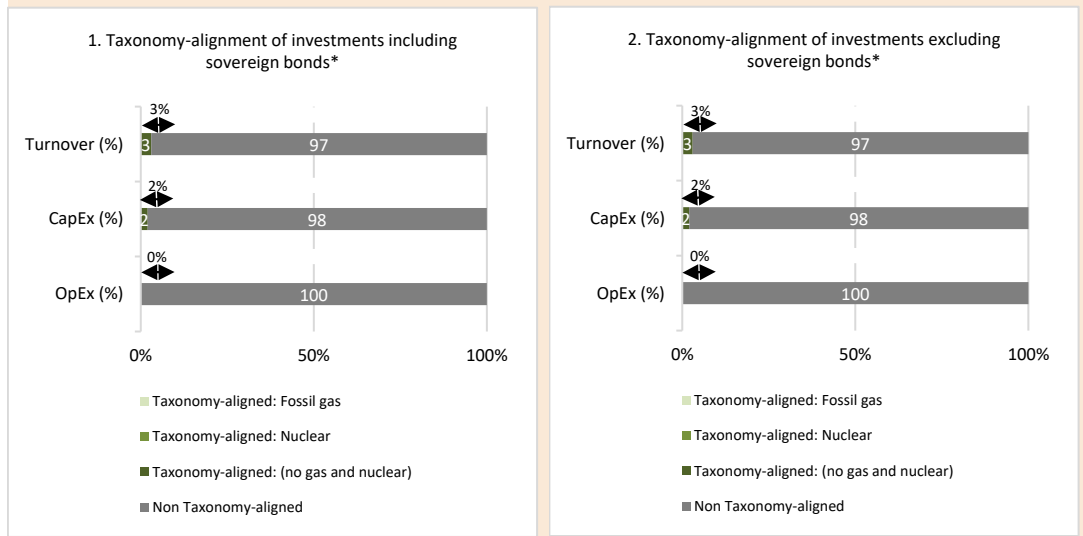 1. Taxonomy-alignment of investments including
sovereign bonds*
3%
Turnover (%)
3
97
2%
CapEx (%)
2
98
0%
OpEx (%)
100
0%
50%
100%
Taxonomy-aligned: Fossil gas
Taxonomy-aligned: Nuclear
Taxonomy-aligned: (no gas and nuclear)
Non Taxonomy-aligned
2. Taxonomy-alignment of investments excluding
sovereign bonds*
3%
Turnover (%)
3
97
2%
CapEx (%)
2
98
0%
OpEx (%)
100
0%
50%
100%
Taxonomy-aligned: Fossil gas
Taxonomy-aligned: Nuclear
Taxonomy-aligned: (no gas and nuclear)
Non Taxonomy-aligned